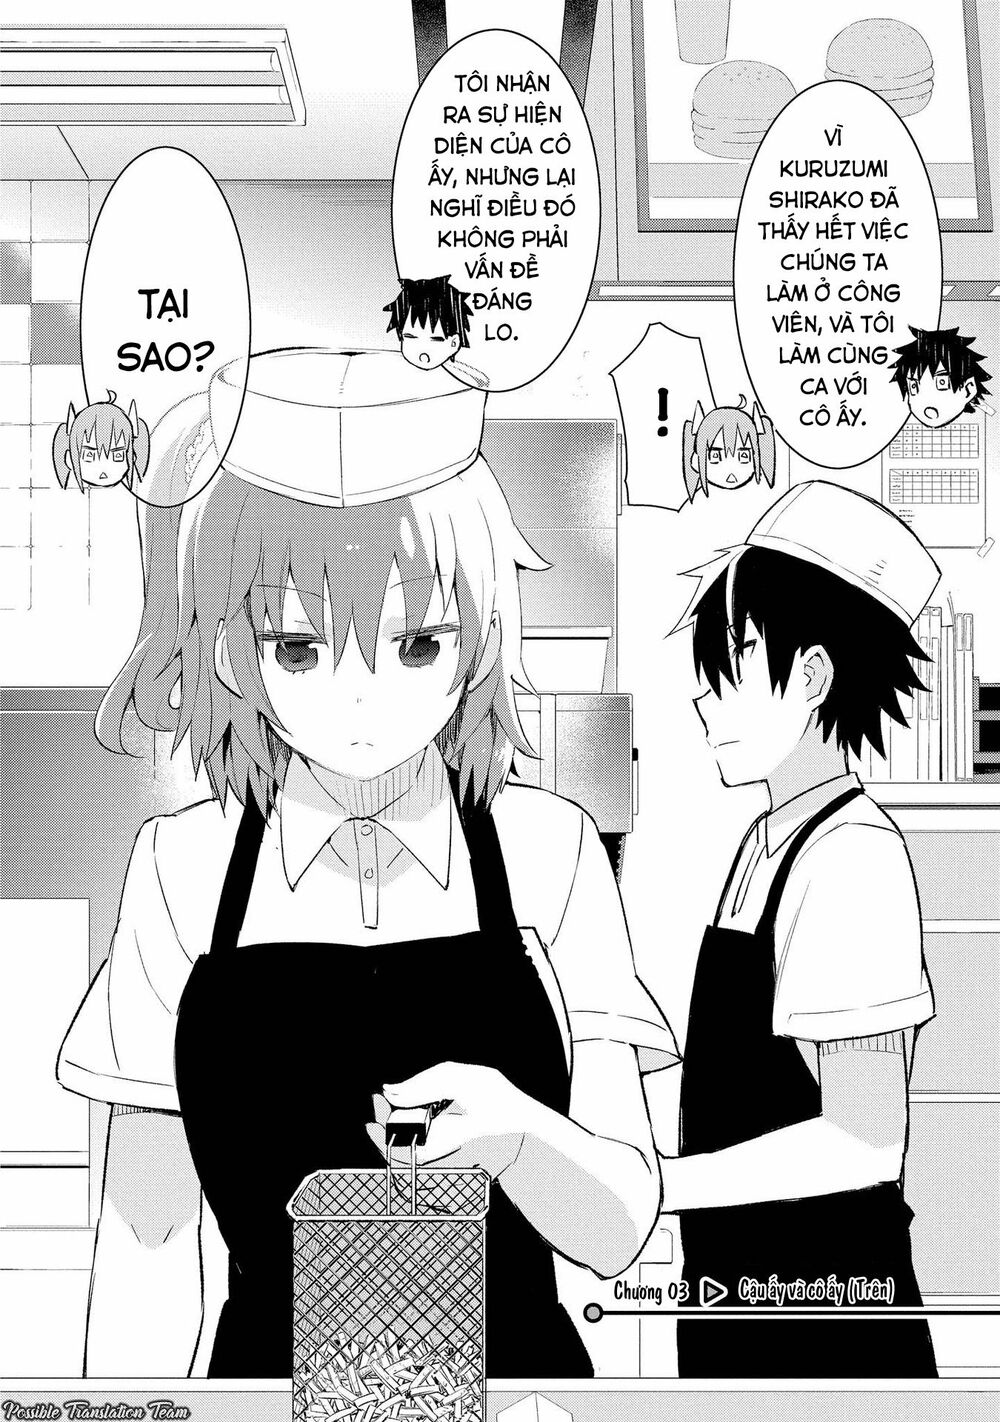 VÌ
KURUZUMI
SHIRAKO ĐÃ
THẤY HẾT VIỆC
CHÚNG TA
LÀM Ở CÔNG
VIÊN, VÀ TÔI
LÀM CÙNG
CA VỚI
CÔ ẤY.
!
TÔI NHẬN
RA SỰ HIỆN
DIỆN CỦA CÔ
ẤY, NHƯNG LẠI
NGHĨ ĐIỀU ĐÓ
KHÔNG PHẢI
VẤN ĐỀ
ĐÁNG
LO.
TẠI
SAO?
Chương 03 Cậu ấy và cô ấy (Trên)
Possible Translation Team